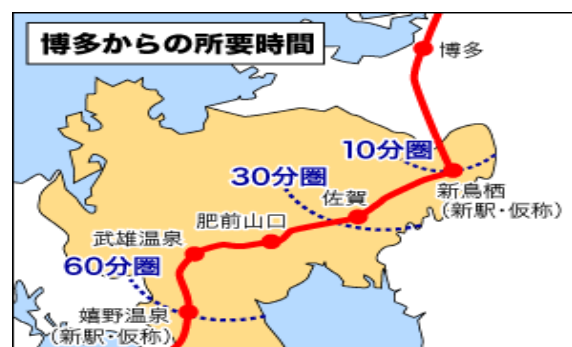 博多からの所要時間
博多
10分圏
30分圏
新鳥栖
(新駅・仮称)
佐賀
肥前山口
武雄温泉
60分圏
嬉野温泉
(新駅・仮称)